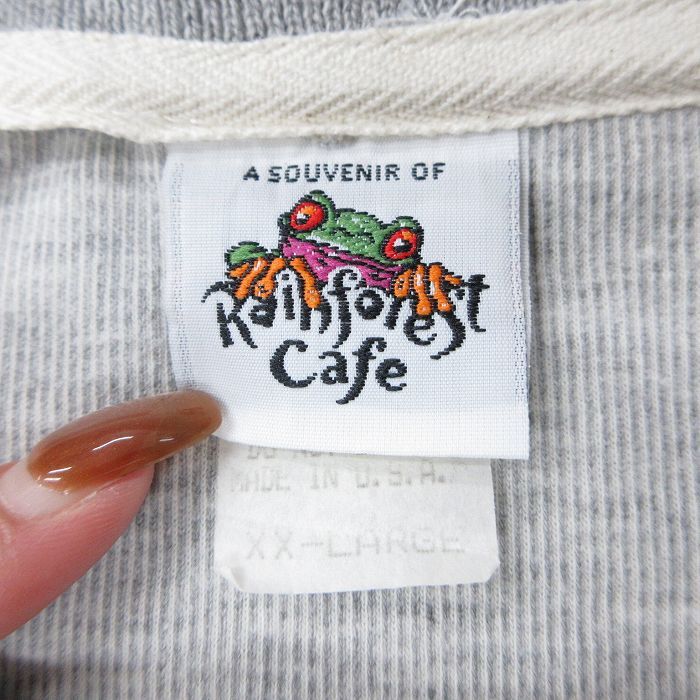 A SOUVENIR OF
Rainforest
Cafe
MADE IN U.S.A.
XX-LARGE